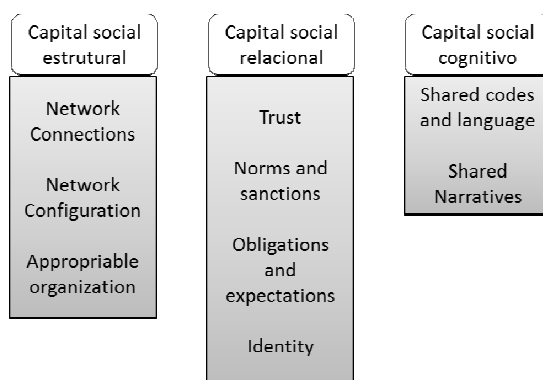 Capital social
estrutural
Network
Connections
Network
Configuration
Appropriable
organization
Capital social
relacional
Trust
Norms and
sanctions
Obligations
and
expectations
Identity
Capital social
cognitivo
Shared codes
and language
Shared
Narratives